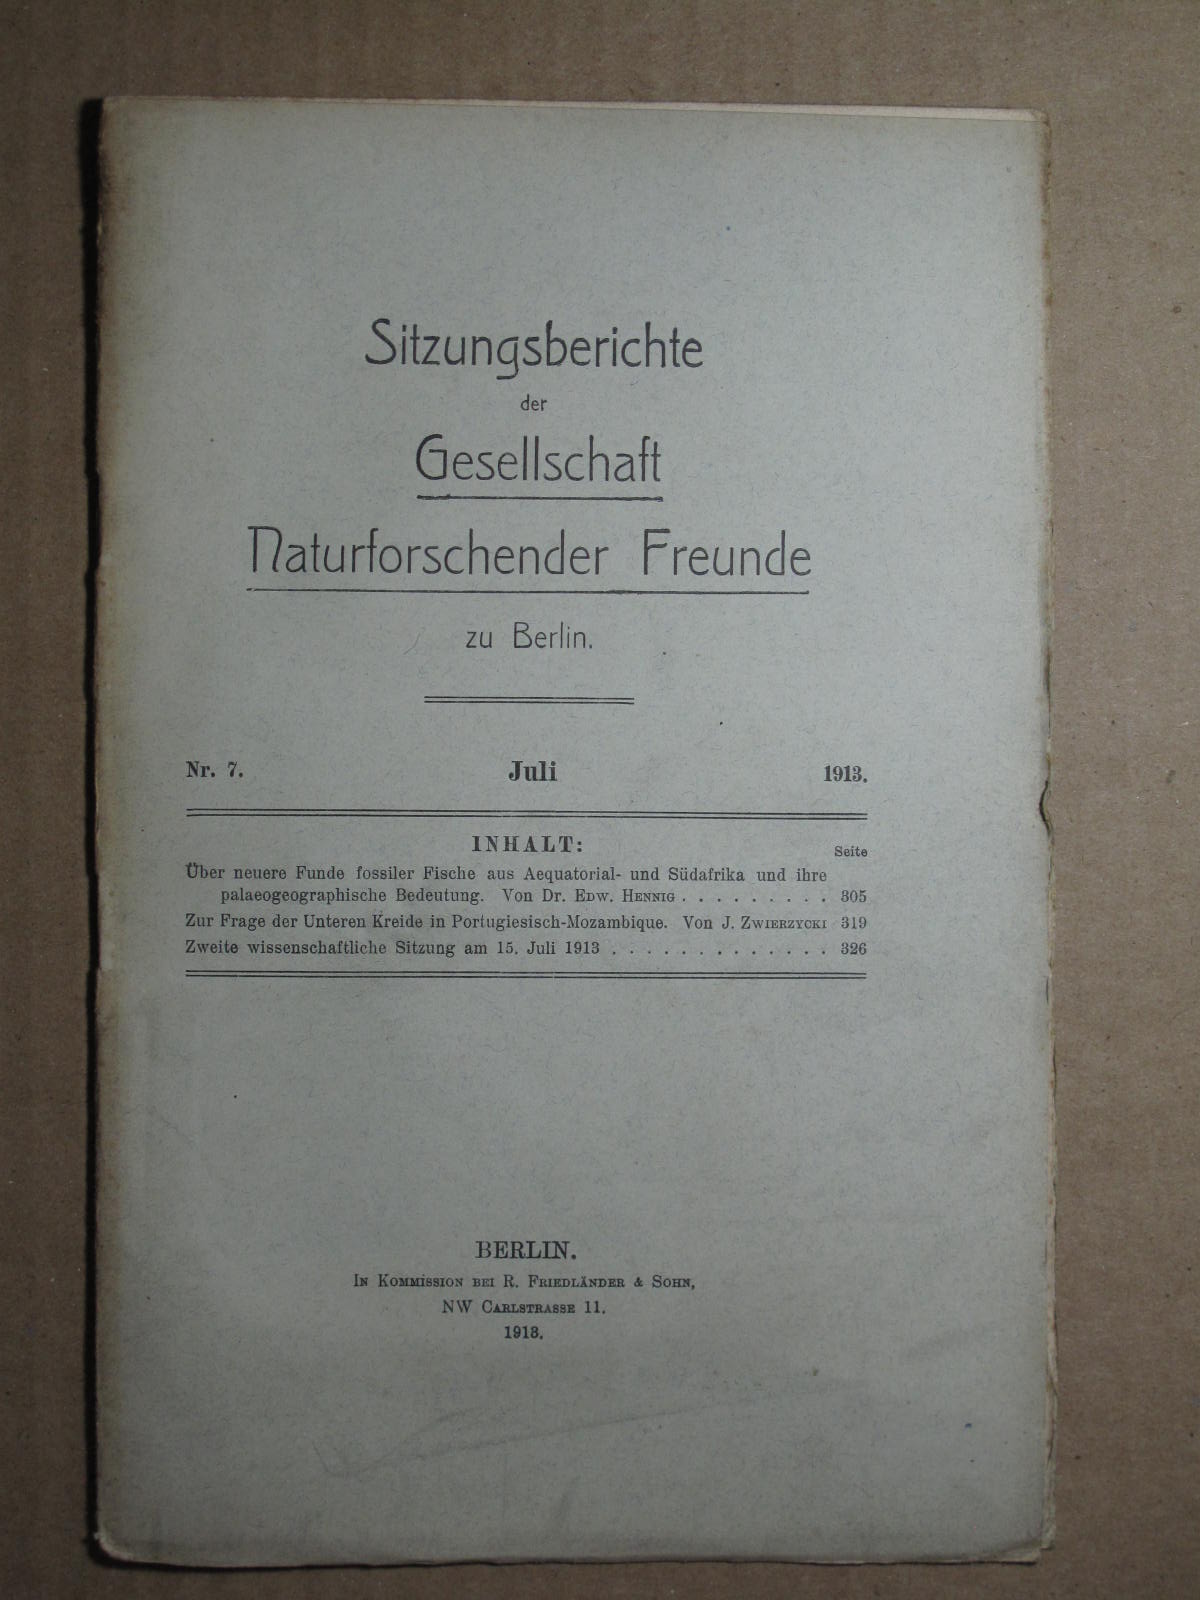 Sitzungsberichte
der
Gesellschaft
Naturforschender Freunde
zu Berlin.
Nr. 7. Juli 1913.
INHALT:
Seite
Über neuere Funde fossiler Fische aus Aequatorial- und Südafrika und ihre
palaeogeographische Bedeutung. Von Dr. EDW. HENNIG . . . . . . . . . 305
Zur Frage der Unteren Kreide in Portugiesisch-Mozambique. Von J. ZWIERZYCKI 319
Zweite wissenschaftliche Sitzung am 15. Juli 1913 . . . . . . . . . . . . . 326
BERLIN.
IN KOMMISSION BEI R. FRIEDLÄNDER & SOHN,
NW CARLSTRASSE 11.
1913.